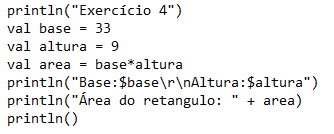 println("Exercício 4")
val base = 33
val altura = 9
val area = base*altura
println("Base:$base\r\nAltura:$altura")
println("Área do retangulo: " + area)
println()